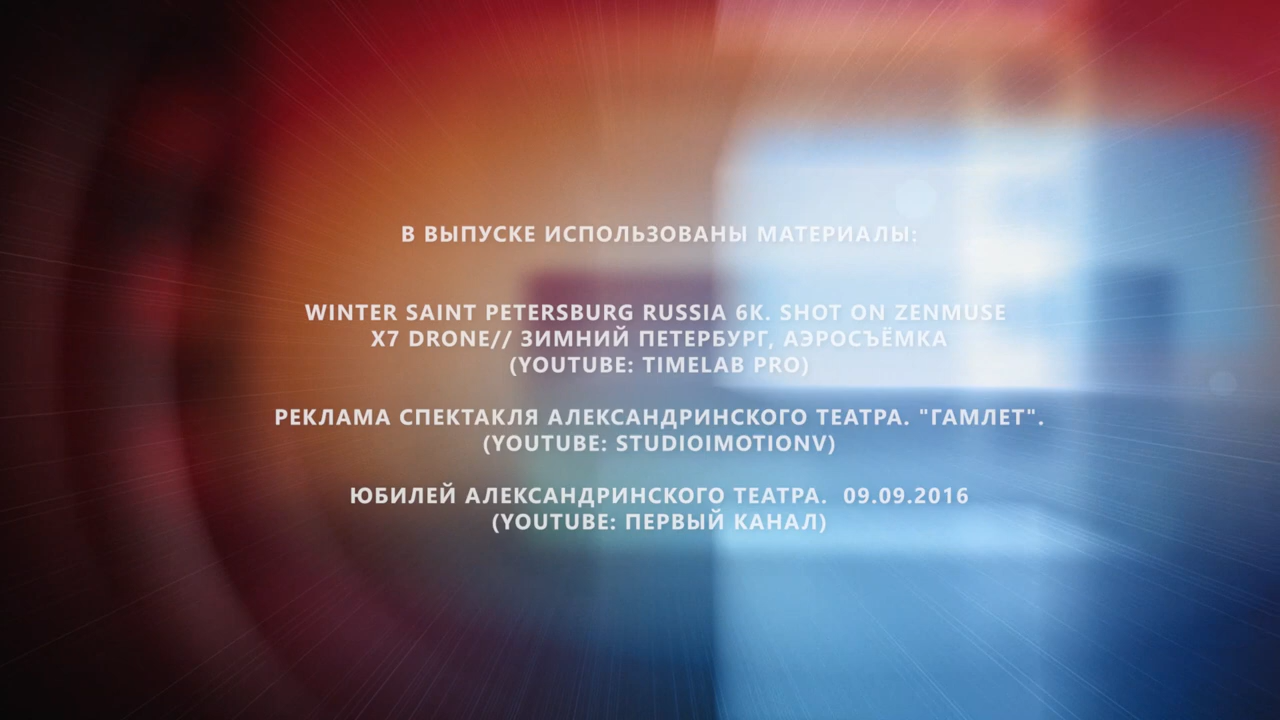 В ВЫПУСКЕ ИСПОЛЬЗОВАНЫ МАТЕРИАЛЫ:
WINTER SAINT PETERSBURG RUSSIA 6K. SHOT ON ZENMUSE
X7 DRONE// ЗИМНИЙ ПЕТЕРБУРГ, АЭРОСЪЁМКА
(YOUTUBE: TIMELAB PRO)
РЕКЛАМА СПЕКТАКЛЯ АЛЕКСАНДРИНСКОГО ТЕАТРА. "ГАМЛЕТ".
(YOUTUBE: STUDIOIMOTIONV)
ЮБИЛЕЙ АЛЕКСАНДРИНСКОГО ТЕАТРА.  09.09.2016
(YOUTUBE: ПЕРВЫЙ КАНАЛ)